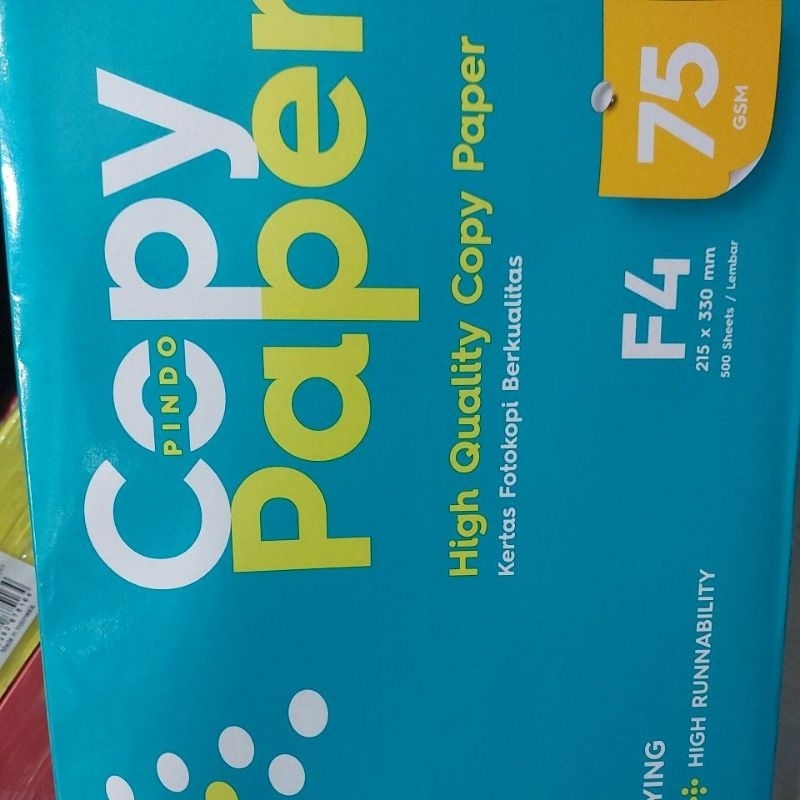 Copy
PINDO
Paper
High Quality Copy Paper
Kertas Fotokopi Berkualitas
75
GSM
F4
215 x 330 mm
500 Sheets / Lembar
YING
HIGH RUNNABILITY